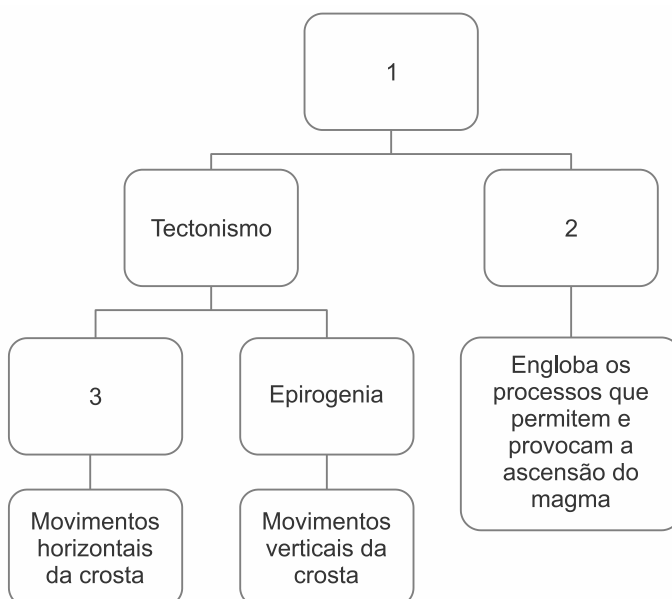 1
Tectonismo
2
3
Epirogenia
Engloba os
processos que
permitem e
provocam a
ascensão do
magma
Movimentos
horizontais
da crosta
Movimentos
verticais da
crosta